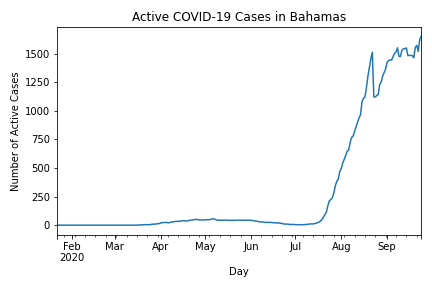 Active COVID-19 Cases in Bahamas
Number of Active Cases
1500
1250
1000
750
500
250
0
Feb Mar Apr May Jun Jul Aug Sep
2020
Day